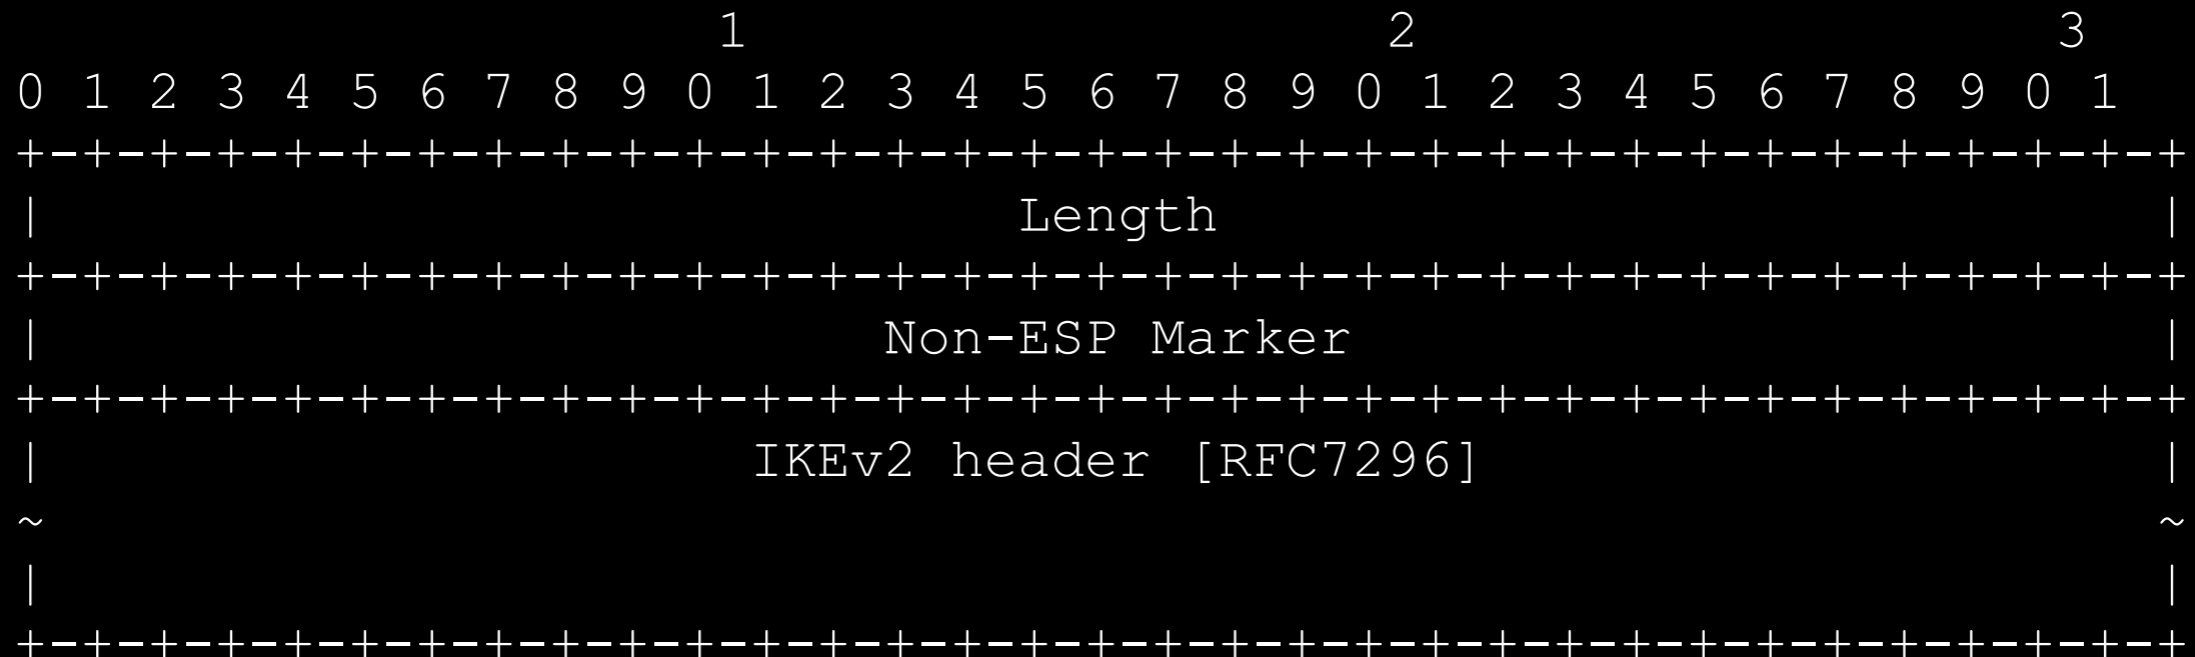 1                   2                   3
 0 1 2 3 4 5 6 7 8 9 0 1 2 3 4 5 6 7 8 9 0 1 2 3 4 5 6 7 8 9 0 1
+-+-+-+-+-+-+-+-+-+-+-+-+-+-+-+-+-+-+-+-+-+-+-+-+-+-+-+-+-+-+-+-+
|                             Length                            |
+-+-+-+-+-+-+-+-+-+-+-+-+-+-+-+-+-+-+-+-+-+-+-+-+-+-+-+-+-+-+-+-+
|                         Non-ESP Marker                        |
+-+-+-+-+-+-+-+-+-+-+-+-+-+-+-+-+-+-+-+-+-+-+-+-+-+-+-+-+-+-+-+-+
|                     IKEv2 header [RFC7296]                    |
~                                                               ~
|                                                               |
+-+-+-+-+-+-+-+-+-+-+-+-+-+-+-+-+-+-+-+-+-+-+-+-+-+-+-+-+-+-+-+-+